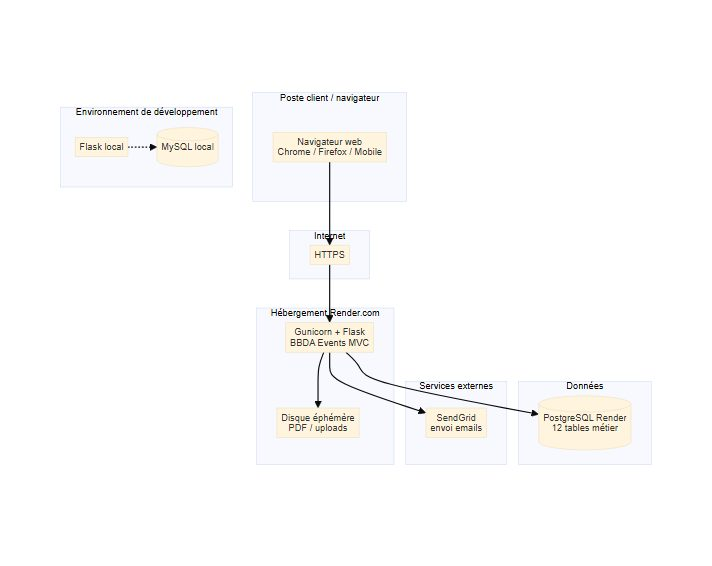 Environnement de développement
Flask local
MySQL local
Poste client / navigateur
Navigateur web
Chrome / Firefox / Mobile
Internet
HTTPS
Hébergement Render.com
Gunicorn + Flask
BBDA Events MVC
Disque éphémère
PDF / uploads
Services externes
SendGrid
envoi emails
Données
PostgreSQL Render
12 tables métier